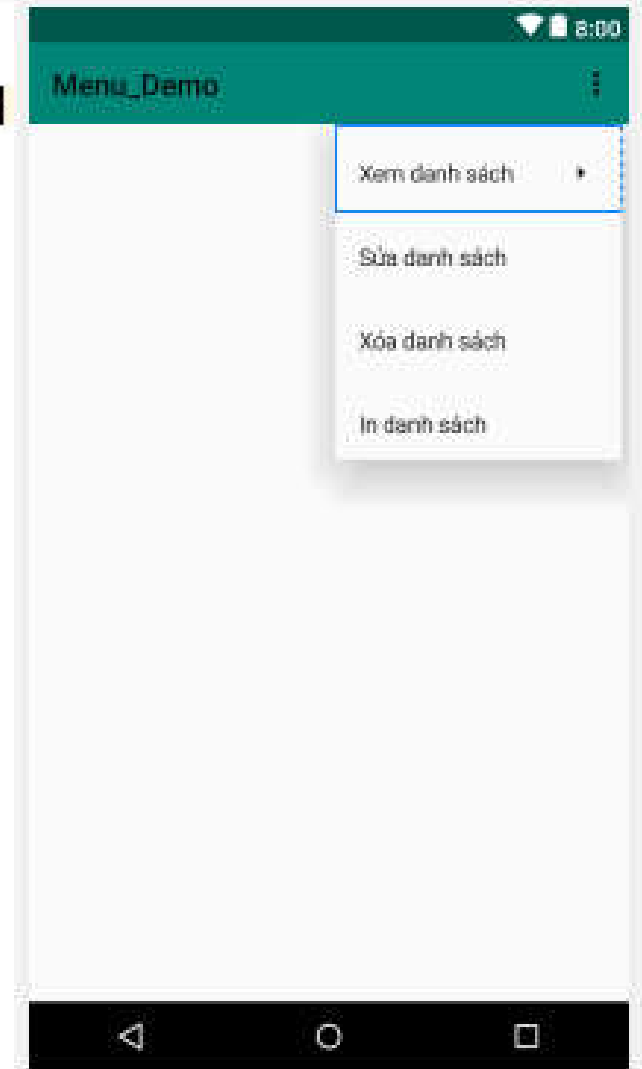 8:00
Menu_Demo
Xem danh sách
Sửa danh sách
Xóa danh sách
In danh sách